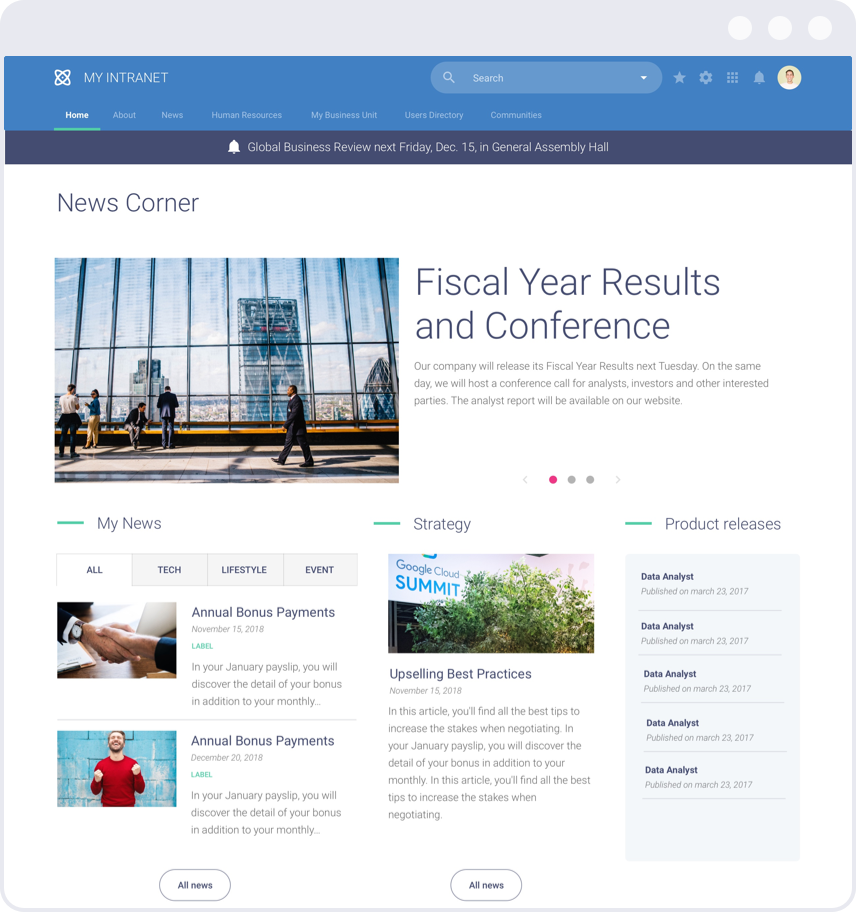 MY INTRANET
Search
Home
About
News
Human Resources
My Business Unit
Users Directory
Communities
Global Business Review next Friday, Dec. 15, in General Assembly Hall
News Corner
Fiscal Year Results
and Conference
Our company will release its Fiscal Year Results next Tuesday. On the same
day, we will host a conference call for analysts, investors and other interested
parties. The analyst report will be available on our website.
My News
ALL
TECH
LIFESTYLE
EVENT
Annual Bonus Payments
November 15, 2018
LABEL
In your January payslip, you will
discover the detail of your bonus
in addition to your monthly...
Annual Bonus Payments
December 20, 2018
LABEL
In your January payslip, you will
discover the detail of your bonus
in addition to your monthly...
All news
Strategy
Google Cloud
SUMMIT
Upselling Best Practices
November 15, 2018
In this article, you'll find all the best tips to
increase the stakes when negotiating. In
your January payslip, you will discover the
detail of your bonus in addition to your
monthly. In this article, you'll find all the best
tips to increase the stakes when
negotiating.
All news
Product releases
Data Analyst
Published on march 23, 2017
Data Analyst
Published on march 23, 2017
Data Analyst
Published on march 23, 2017
Data Analyst
Published on march 23, 2017
Data Analyst
Published on march 23, 2017